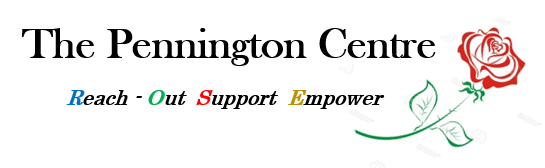 The Pennington Centre
Reach - Out Support Empower